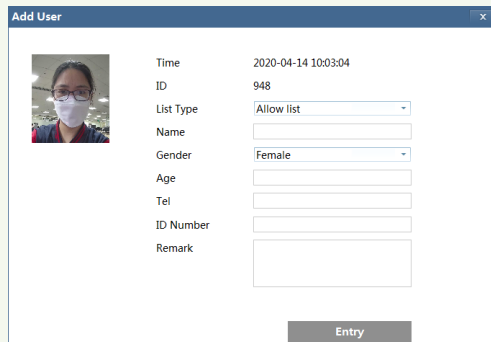 Add User
x
Time 2020-04-14 10:03:04
ID 948
List Type Allow list
Name
Gender Female
Age
Tel
ID Number
Remark
Entry